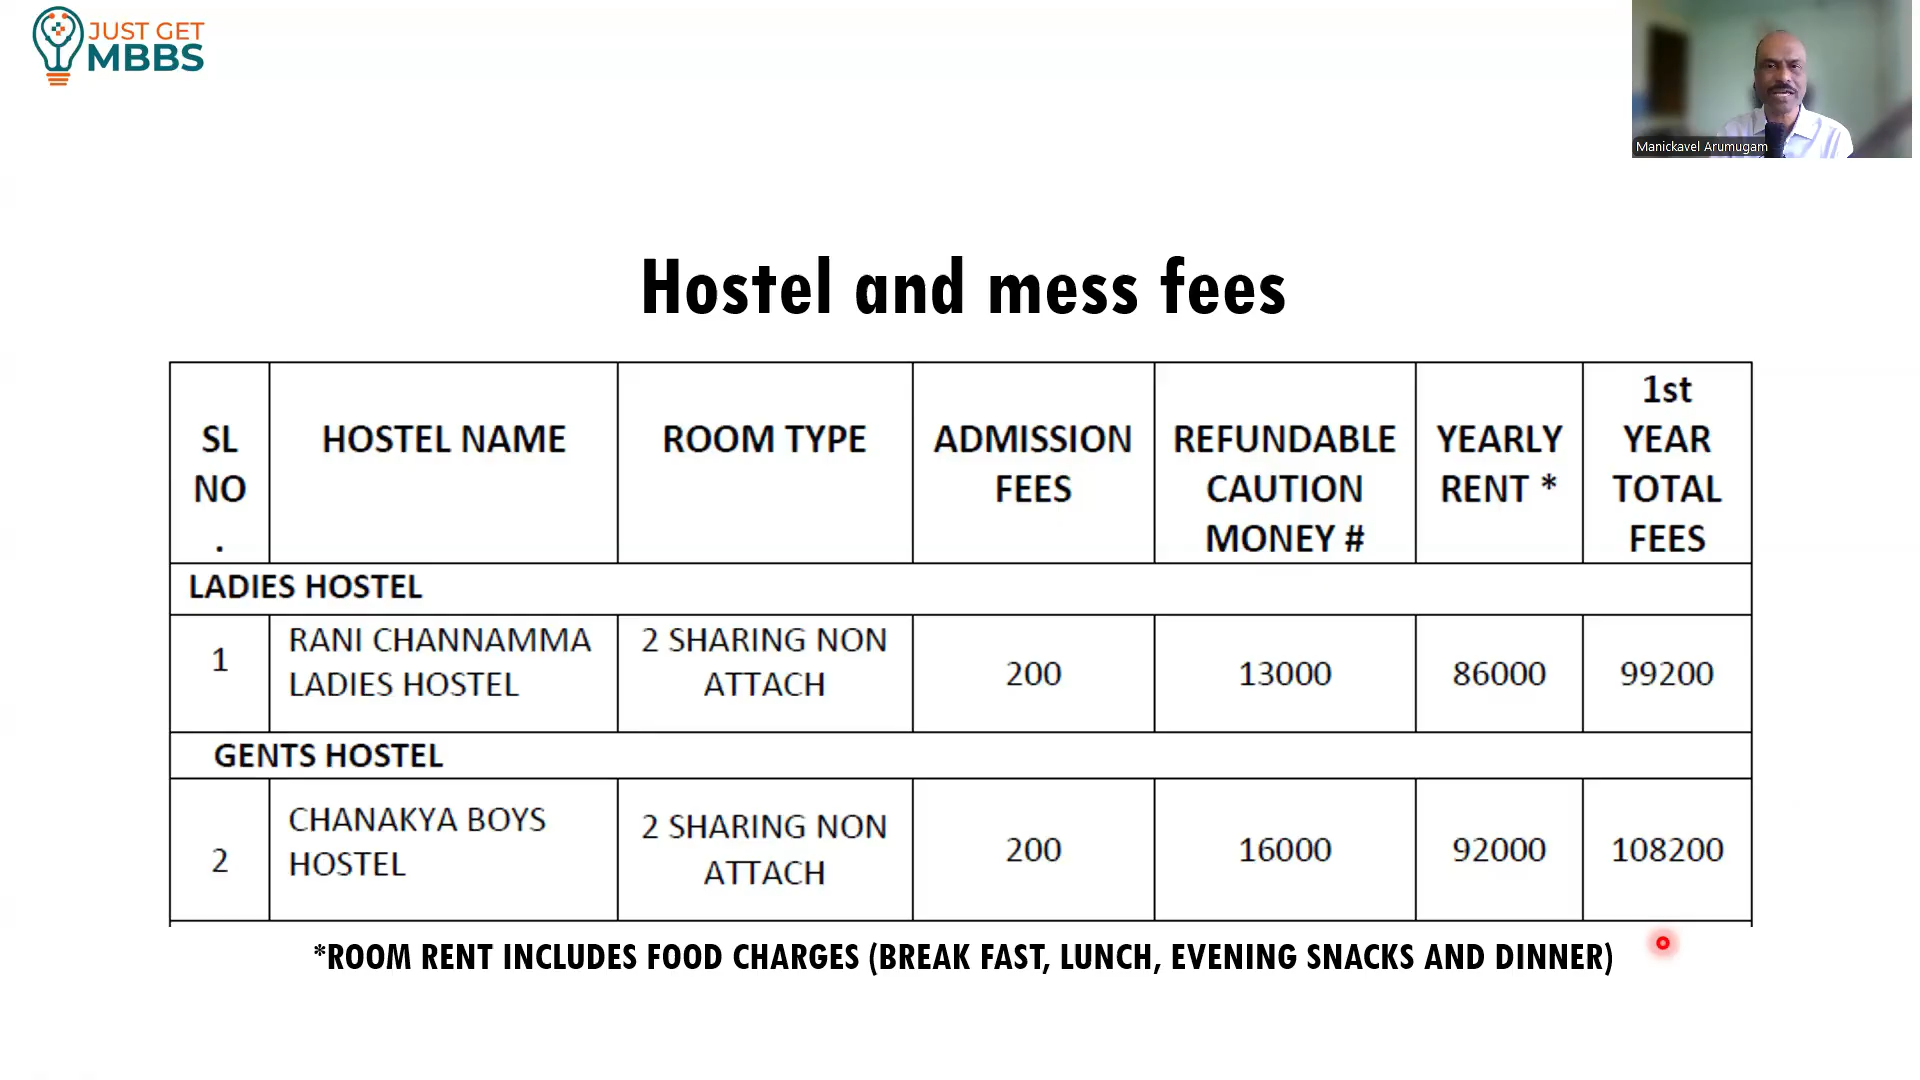 JUST GET
MBBS
Manickavel Arumugam
Hostel and mess fees
SL
NO
.
HOSTEL NAME
ROOM TYPE
ADMISSION
FEES
REFUNDABLE
CAUTION
MONEY #
YEARLY
RENT *
1st
YEAR
TOTAL
FEES
LADIES HOSTEL
1
RANI CHANNAMMA
LADIES HOSTEL
2 SHARING NON
ATTACH
200
13000
86000
99200
GENTS HOSTEL
2
CHANAKYA BOYS
HOSTEL
2 SHARING NON
ATTACH
200
16000
92000
108200
*ROOM RENT INCLUDES FOOD CHARGES (BREAK FAST, LUNCH, EVENING SNACKS AND DINNER)